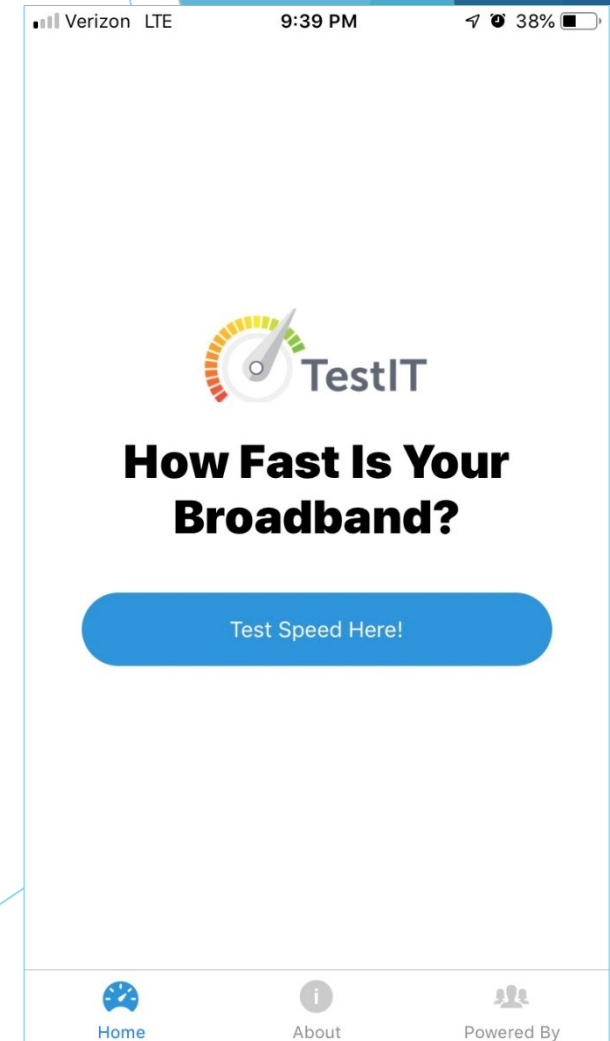 Verizon LTE 9:39 PM 38%
TestIT
How Fast Is Your
Broadband?
Test Speed Here!
Home About Powered By